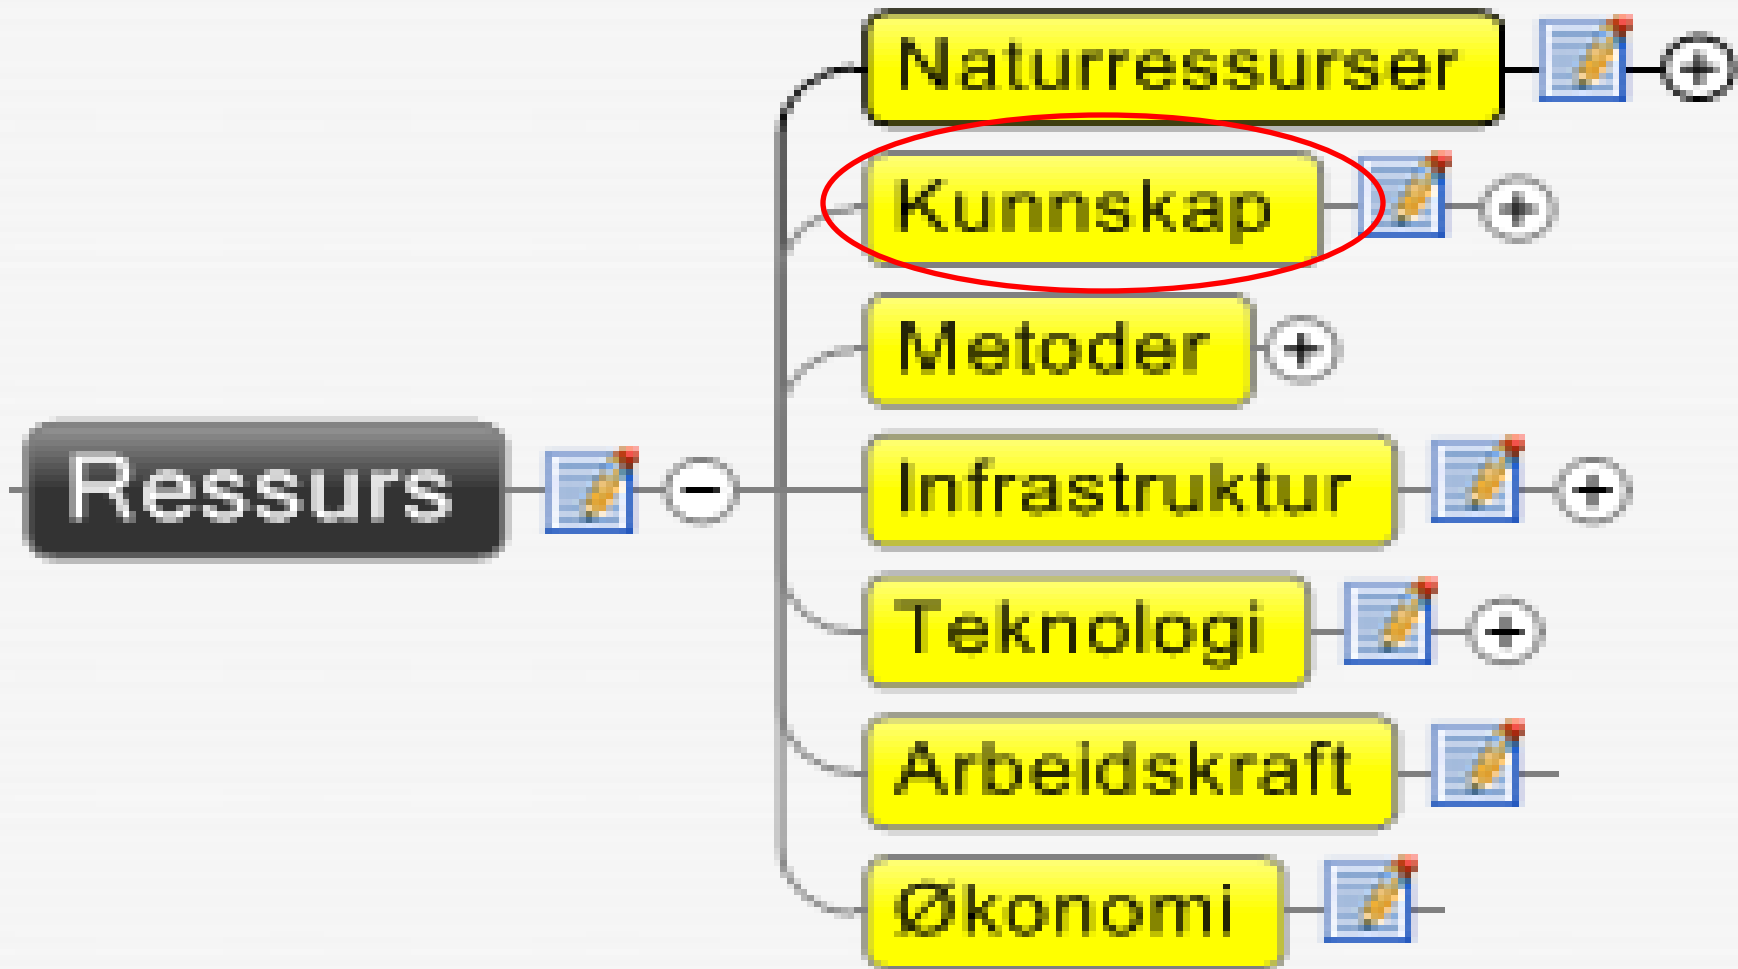 Naturressurser
Kunnskap
Metoder
Ressurs
Infrastruktur
Teknologi
Arbeidskraft
Økonomi